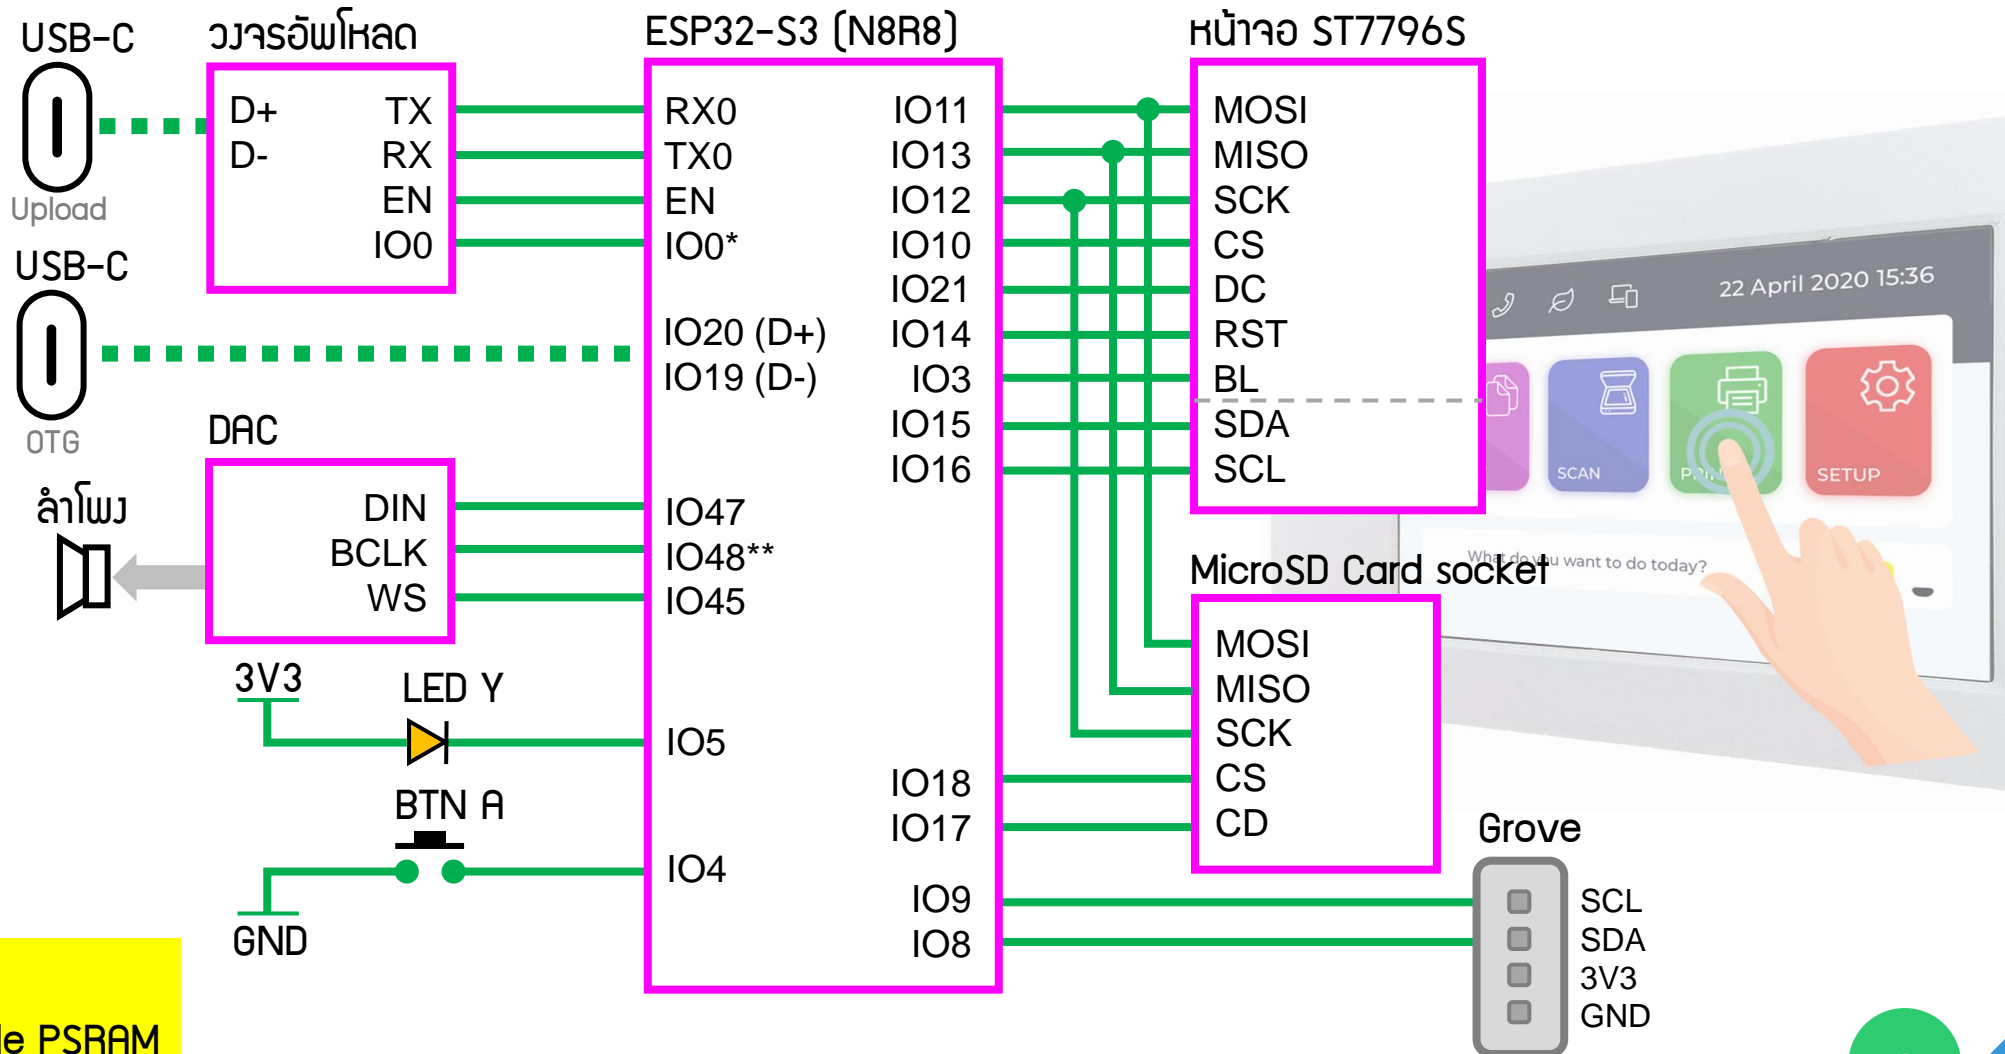 USB-C
Upload
USB-C
OTG
ลำโพง
วงจรอัพโหลด
D+ TX
D- RX
EN
IO0
DAC
DIN
BCLK
WS
3V3
LED Y
BTN A
GND
PSRAM
ESP32-S3 (N8R8)
RX0
TX0
EN
IO0*
IO20 (D+)
IO19 (D-)
IO47
IO48**
IO45
IO5
IO4
IO11
IO13
IO12
IO10
IO21
IO14
IO3
IO15
IO16
IO18
IO17
IO9
IO8
หน้าจอ ST7796S
MOSI
MISO
SCK
CS
DC
RST
BL
SDA
SCL
MicroSD Card socket
MOSI
MISO
SCK
CS
CD
Grove
SCL
SDA
3V3
GND
22 April 2020 15:36
SCAN
SETUP
What do you want to do today?